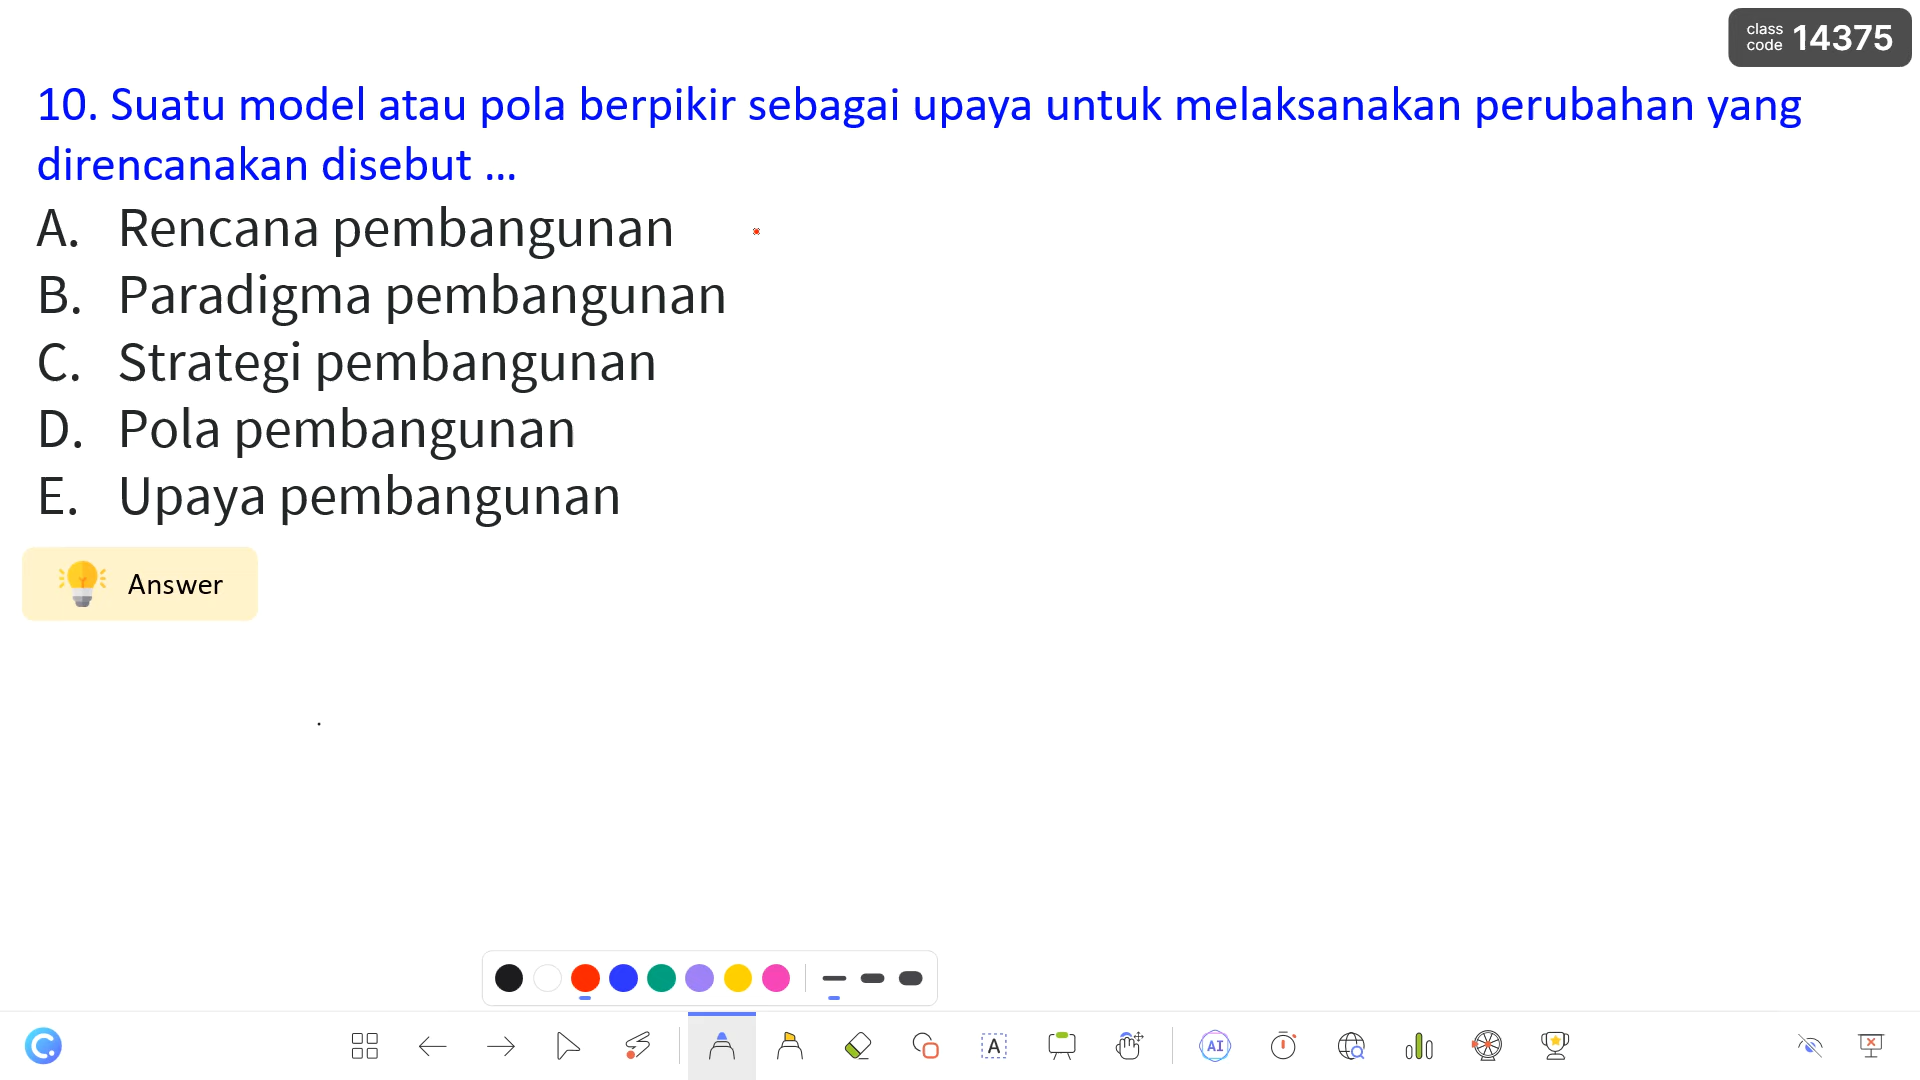 class
code 14375
10. Suatu model atau pola berpikir sebagai upaya untuk melaksanakan perubahan yang
direncanakan disebut ...
A. Rencana pembangunan
B. Paradigma pembangunan
C. Strategi pembangunan
D. Pola pembangunan
E. Upaya pembangunan
Answer
A
AI